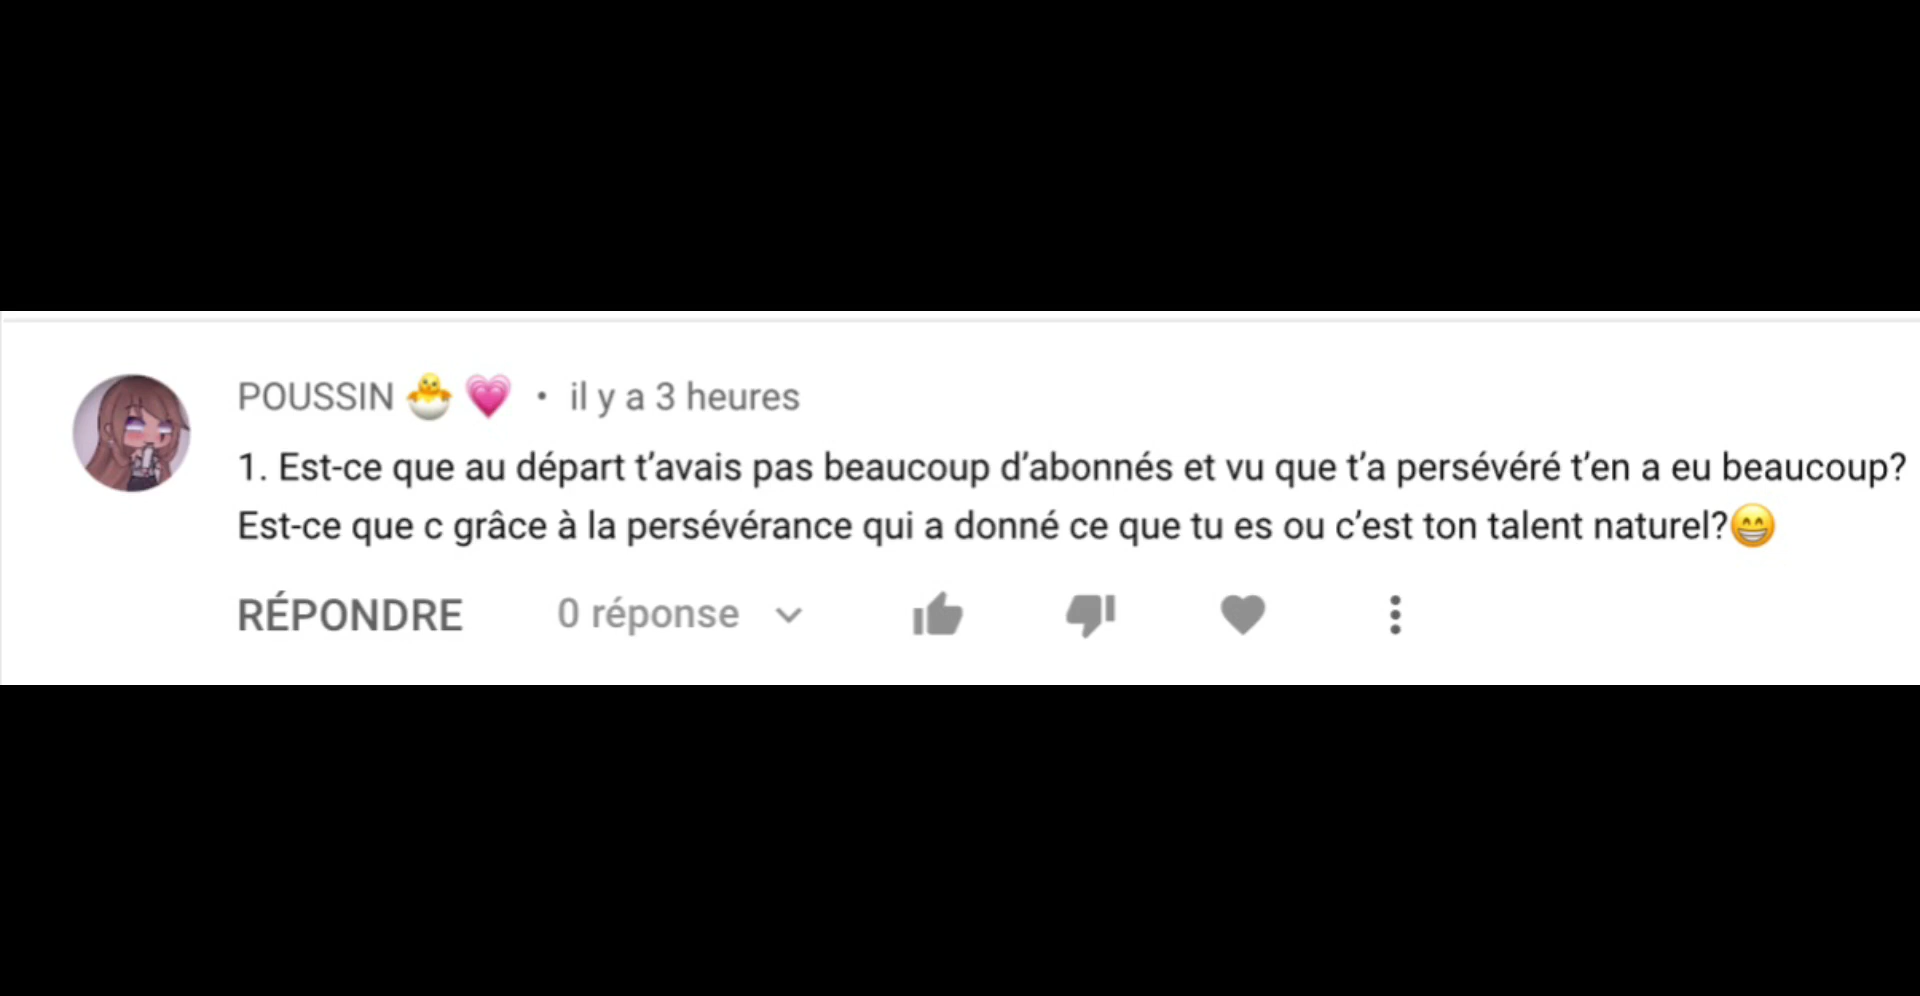 POUSSIN 🐣 💗 • il y a 3 heures
1. Est-ce que au départ t’avais pas beaucoup d’abonnés et vu que t’a persévéré t’en a eu beaucoup?
Est-ce que c grâce à la persévérance qui a donné ce que tu es ou c’est ton talent naturel?😁
RÉPONDRE 0 réponse